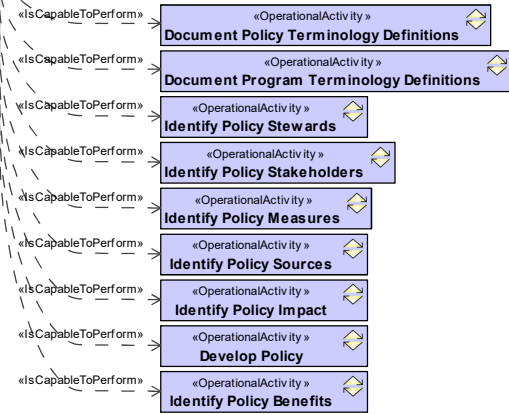 «IsCapableToPerform»
«OperationalActivity»
Document Policy Terminology Definitions
«IsCapableToPerform»
«OperationalActivity»
Document Program Terminology Definitions
«IsCapableToPerform»
«OperationalActivity»
Identify Policy Stewards
«IsCapableToPerform»
«OperationalActivity»
Identify Policy Stakeholders
«IsCapableToPerform»
«OperationalActivity»
Identify Policy Measures
«IsCapableToPerform»
«OperationalActivity»
Identify Policy Sources
«IsCapableToPerform»
«OperationalActivity»
Identify Policy Impact
«IsCapableToPerform»
«OperationalActivity»
Develop Policy
«IsCapableToPerform»
«OperationalActivity»
Identify Policy Benefits